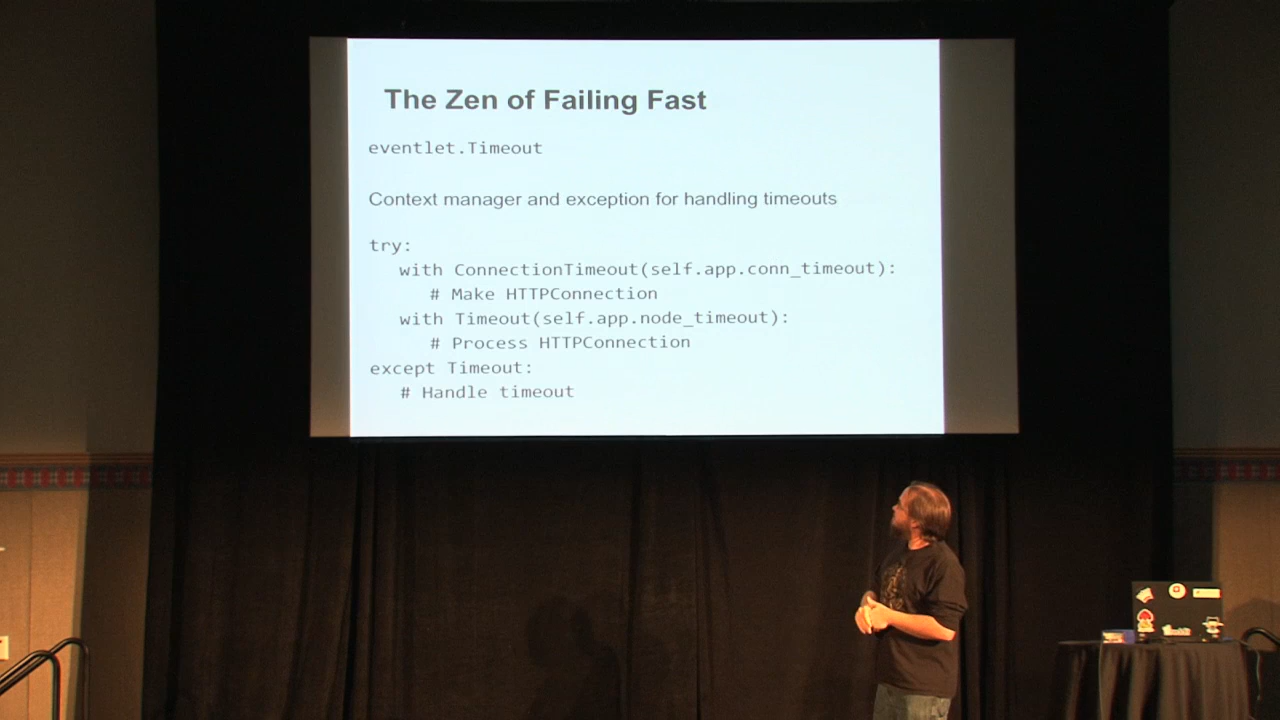 The Zen of Failing Fast
eventlet.Timeout
Context manager and exception for handling timeouts
try:
with ConnectionTimeout(self.app.conn_timeout):
# Make HTTPConnection
with Timeout(self.app.node_timeout):
# Process HTTPConnection
except Timeout:
# Handle timeout